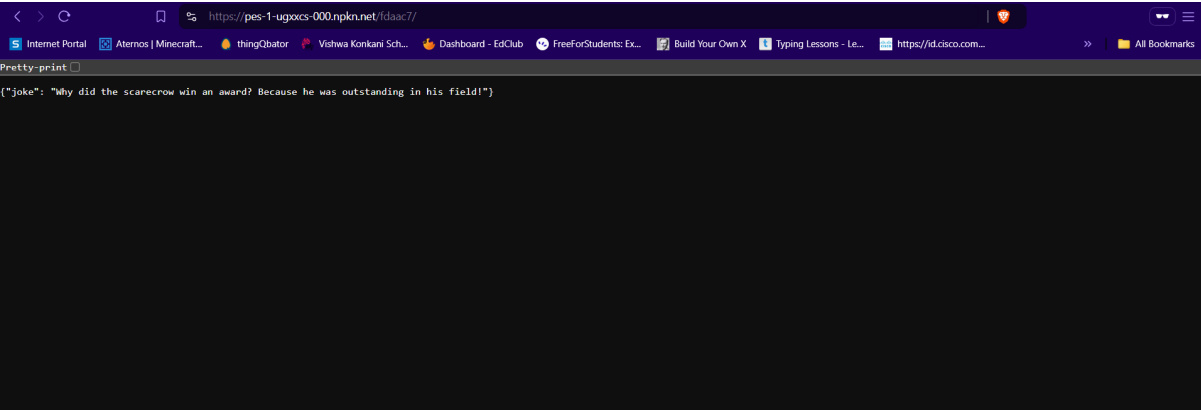 https://pes-1-ugxxcs-000.npkn.net/fdaac7/
Internet Portal Aternos | Minecraft... thingQbator Vishwa Konkani Sch... Dashboard - EdClub FreeForStudents: Ex... Build Your Own X Typing Lessons - Le... https://id.cisco.com... » All Bookmarks
Pretty-print
{"joke": "Why did the scarecrow win an award? Because he was outstanding in his field!"}